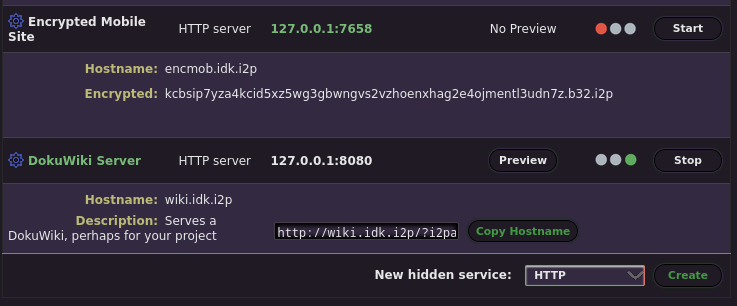 Encrypted Mobile
Site
HTTP server
127.0.0.1:7658
No Preview
Start
Hostname: encmob.idk.i2p
Encrypted: kcbsip7yza4kcid5xz5wg3gbwngvs2vzhoenxhag2e4ojmentl3udn7z.b32.i2p
DokuWiki Server
HTTP server
127.0.0.1:8080
Preview
Stop
Hostname: wiki.idk.i2p
Description: Serves a
DokuWiki, perhaps for your project
http://wiki.idk.i2p/?i2pa
Copy Hostname
New hidden service:
HTTP
Create